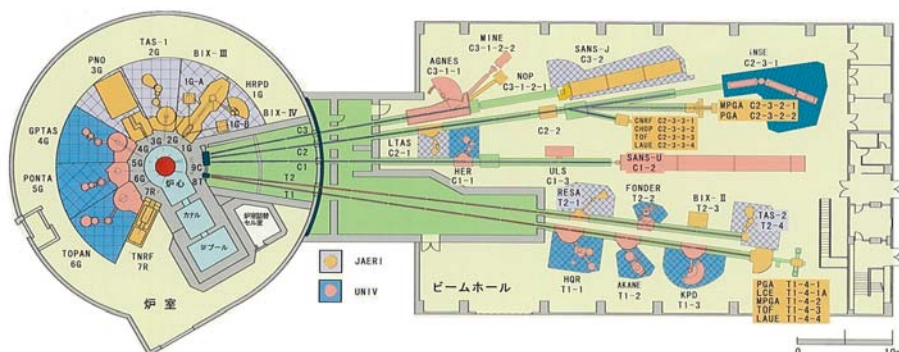 TAS-1
2G
BIX-Ⅲ
PNO
3G
1G-A
HRPD
1G
BIX-Ⅳ
1G-B
GPTAS
4G
PONTA
5G
TOPAN
6G
TNRF
7R
3G
2G
1G
4G
5G
6G
7R
9C
8T
炉心
カナル
SFプール
炉室
C3
C2
C1
T2
T1
JAERI
UNIV
ビームホール
MINE
C3-1-2-2
AGNES
C3-1-1
NOP
C3-1-2-1
SANS-J
C3-2
iNSE
C2-3-1
MPGA C2-3-2-1
PGA C2-3-2-2
CNRF C2-3-3-1
CHOP C2-3-3-2
TOF C2-3-3-3
LAUE C2-3-3-4
C2-2
LTAS
C2-1
HER
C1-1
ULS
C1-3
SANS-U
C1-2
RESA
T2-1
FONDER
T2-2
BIX-Ⅱ
T2-3
TAS-2
T2-4
HQR
T1-1
AKANE
T1-2
KPD
T1-3
PGA T1-4-1
LCE T1-4-1A
MPGA T1-4-2
TOF T1-4-3
LAUE T1-4-4
0